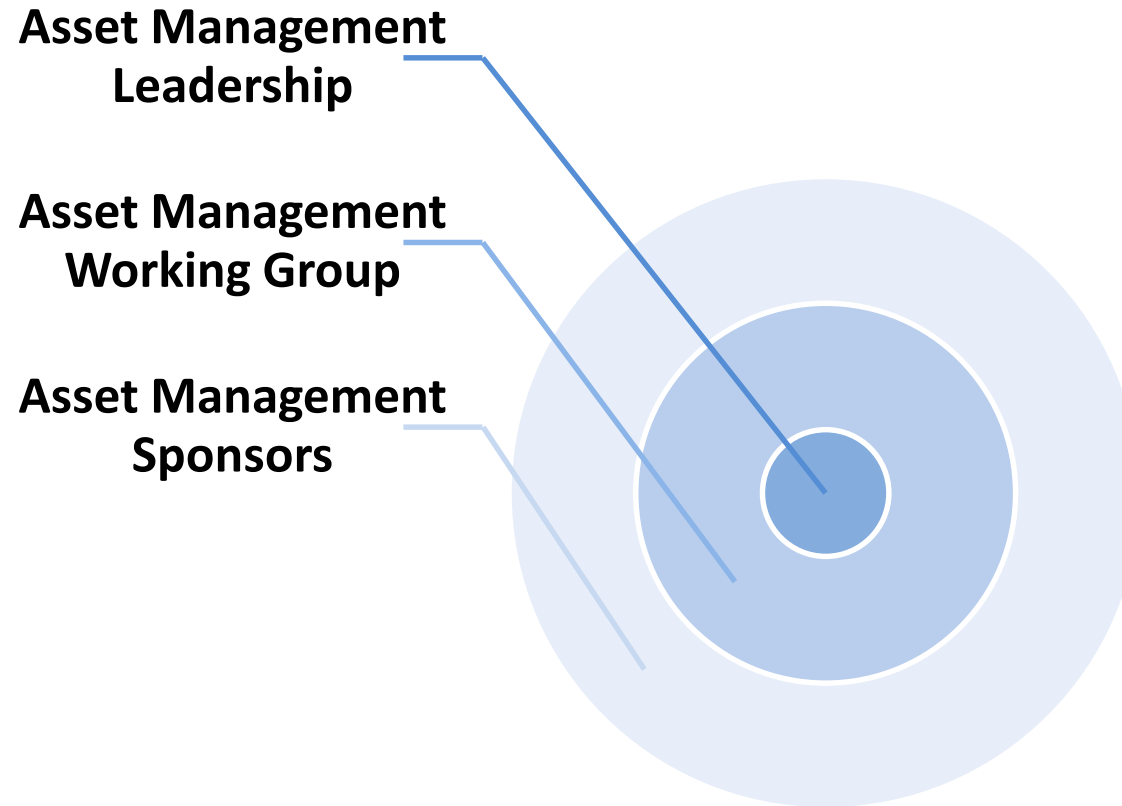 Asset Management
Leadership
Asset Management
Working Group
Asset Management
Sponsors